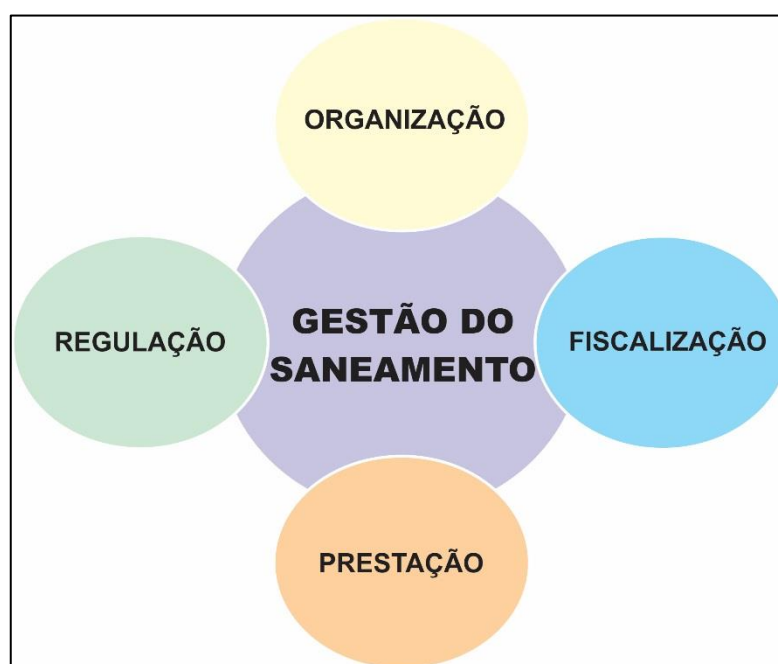 ORGANIZAÇÃO
REGULAÇÃO
GESTÃO DO
SANEAMENTO
FISCALIZAÇÃO
PRESTAÇÃO